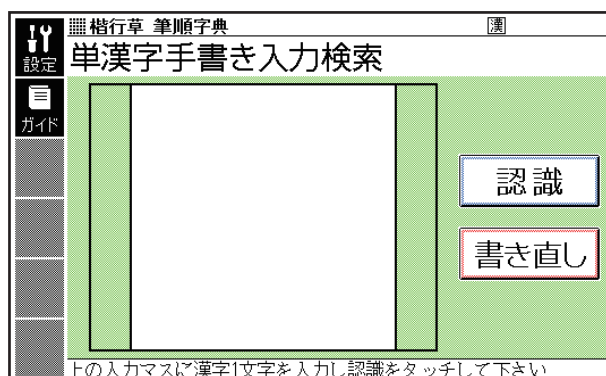 楷行草 筆順字典
漢
設定
単漢字手書き入力検索
ガイド
認識
書き直し
上の入力マスに漢字1文字を入力し認識をタッチして下さい